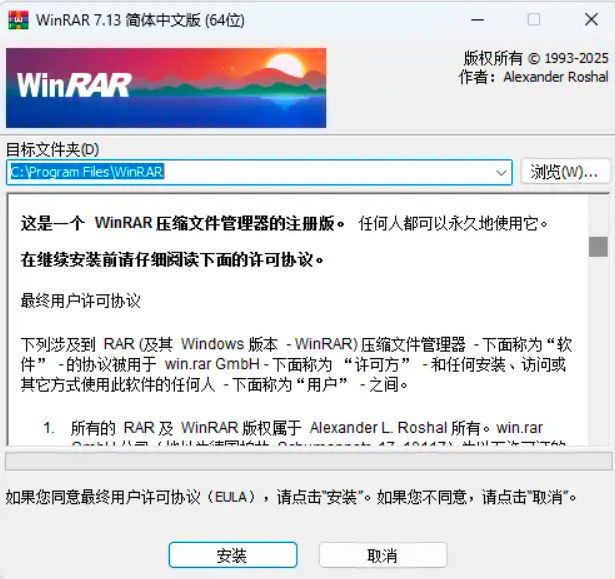 WinRAR 7.13 简体中文版 (64位)
WinRAR
版权所有 © 1993-2025
作者：Alexander Roshal
目标文件夹(D)
C:\Program Files\WinRAR
浏览(W)...
这是一个 WinRAR 压缩文件管理器的注册版。 任何人都可以永久地使用它。
在继续安装前请仔细阅读下面的许可协议。
最终用户许可协议
下列涉及到 RAR (及其 Windows 版本 - WinRAR) 压缩文件管理器 - 下面称为“软
件” - 的协议被用于 win.rar GmbH - 下面称为 “许可方” - 和任何安装、访问或
其它方式使用此软件的任何人 - 下面称为“用户” - 之间。
1. 所有的 RAR 及 WinRAR 版权属于 Alexander L. Roshal 所有。win.rar
如果您同意最终用户许可协议（EULA），请点击“安装”。如果您不同意，请点击“取消”。
安装
取消